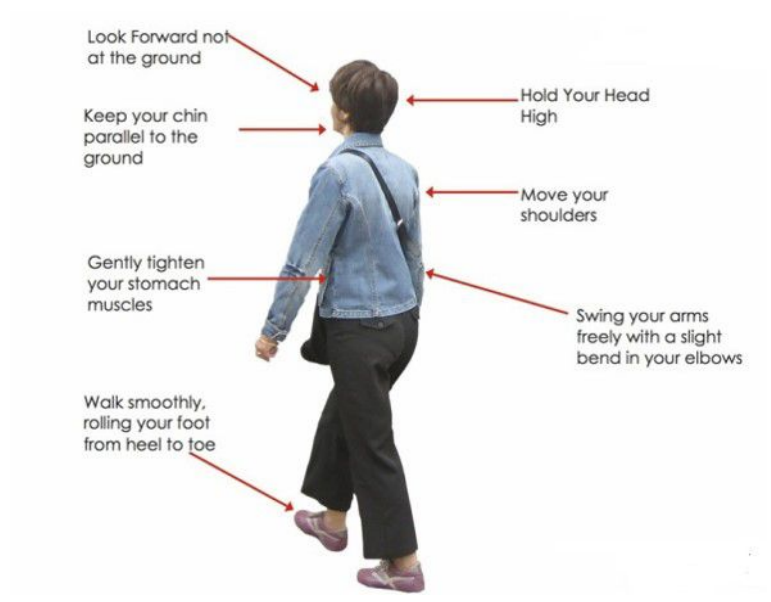 Look Forward not
at the ground
Hold Your Head
High
Keep your chin
parallel to the
ground
Move your
shoulders
Gently tighten
your stomach
muscles
Swing your arms
freely with a slight
bend in your elbows
Walk smoothly,
rolling your foot
from heel to toe